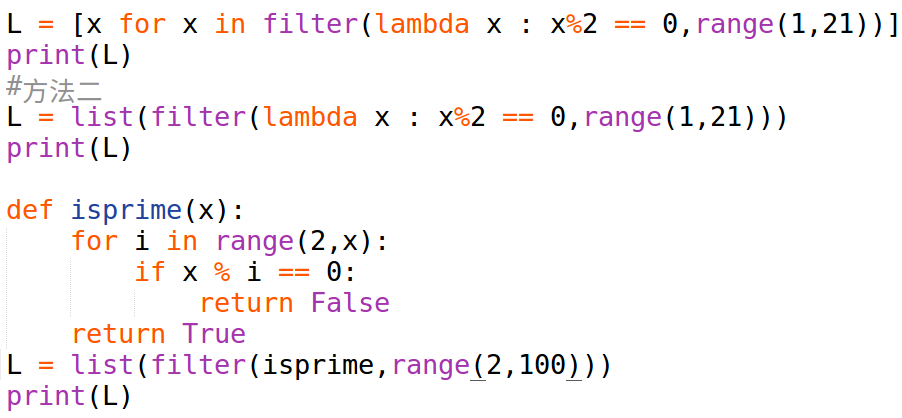 L = [x for x in filter(lambda x : x%2 == 0,range(1,21))]
print(L)
#方法二
L = list(filter(lambda x : x%2 == 0,range(1,21)))
print(L)

def isprime(x):
    for i in range(2,x):
        if x % i == 0:
            return False
    return True
L = list(filter(isprime,range(2,100)))
print(L)